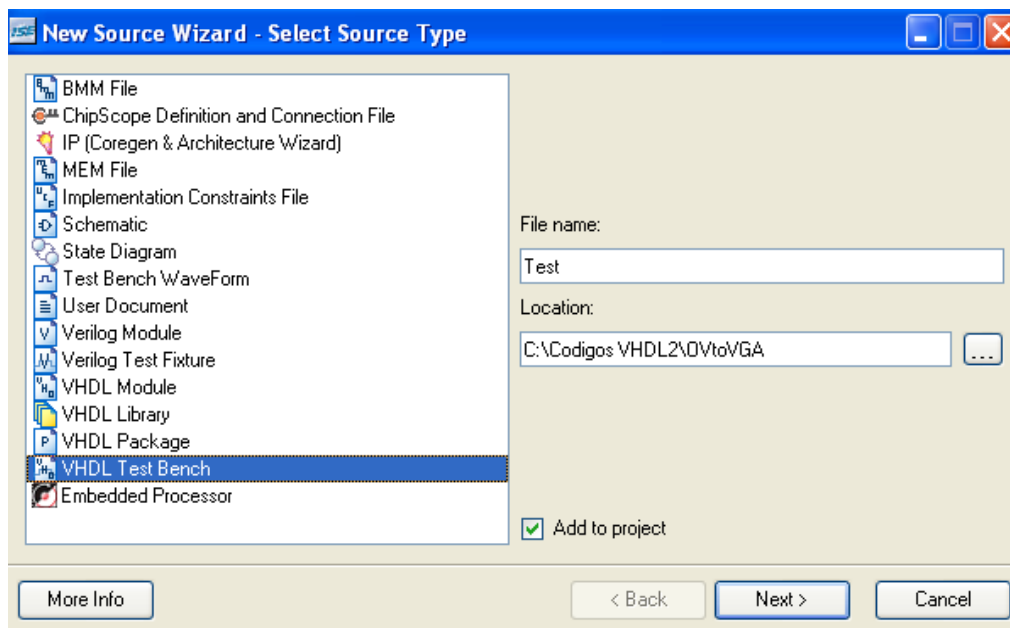 ISE New Source Wizard - Select Source Type
BMM File
ChipScope Definition and Connection File
IP (Coregen & Architecture Wizard)
MEM File
Implementation Constraints File
Schematic
State Diagram
Test Bench WaveForm
User Document
Verilog Module
Verilog Test Fixture
VHDL Module
VHDL Library
VHDL Package
VHDL Test Bench
Embedded Processor
File name:
Test
Location:
C:\Codigos VHDL2\OVtoVGA
...
Add to project
More Info
< Back
Next >
Cancel